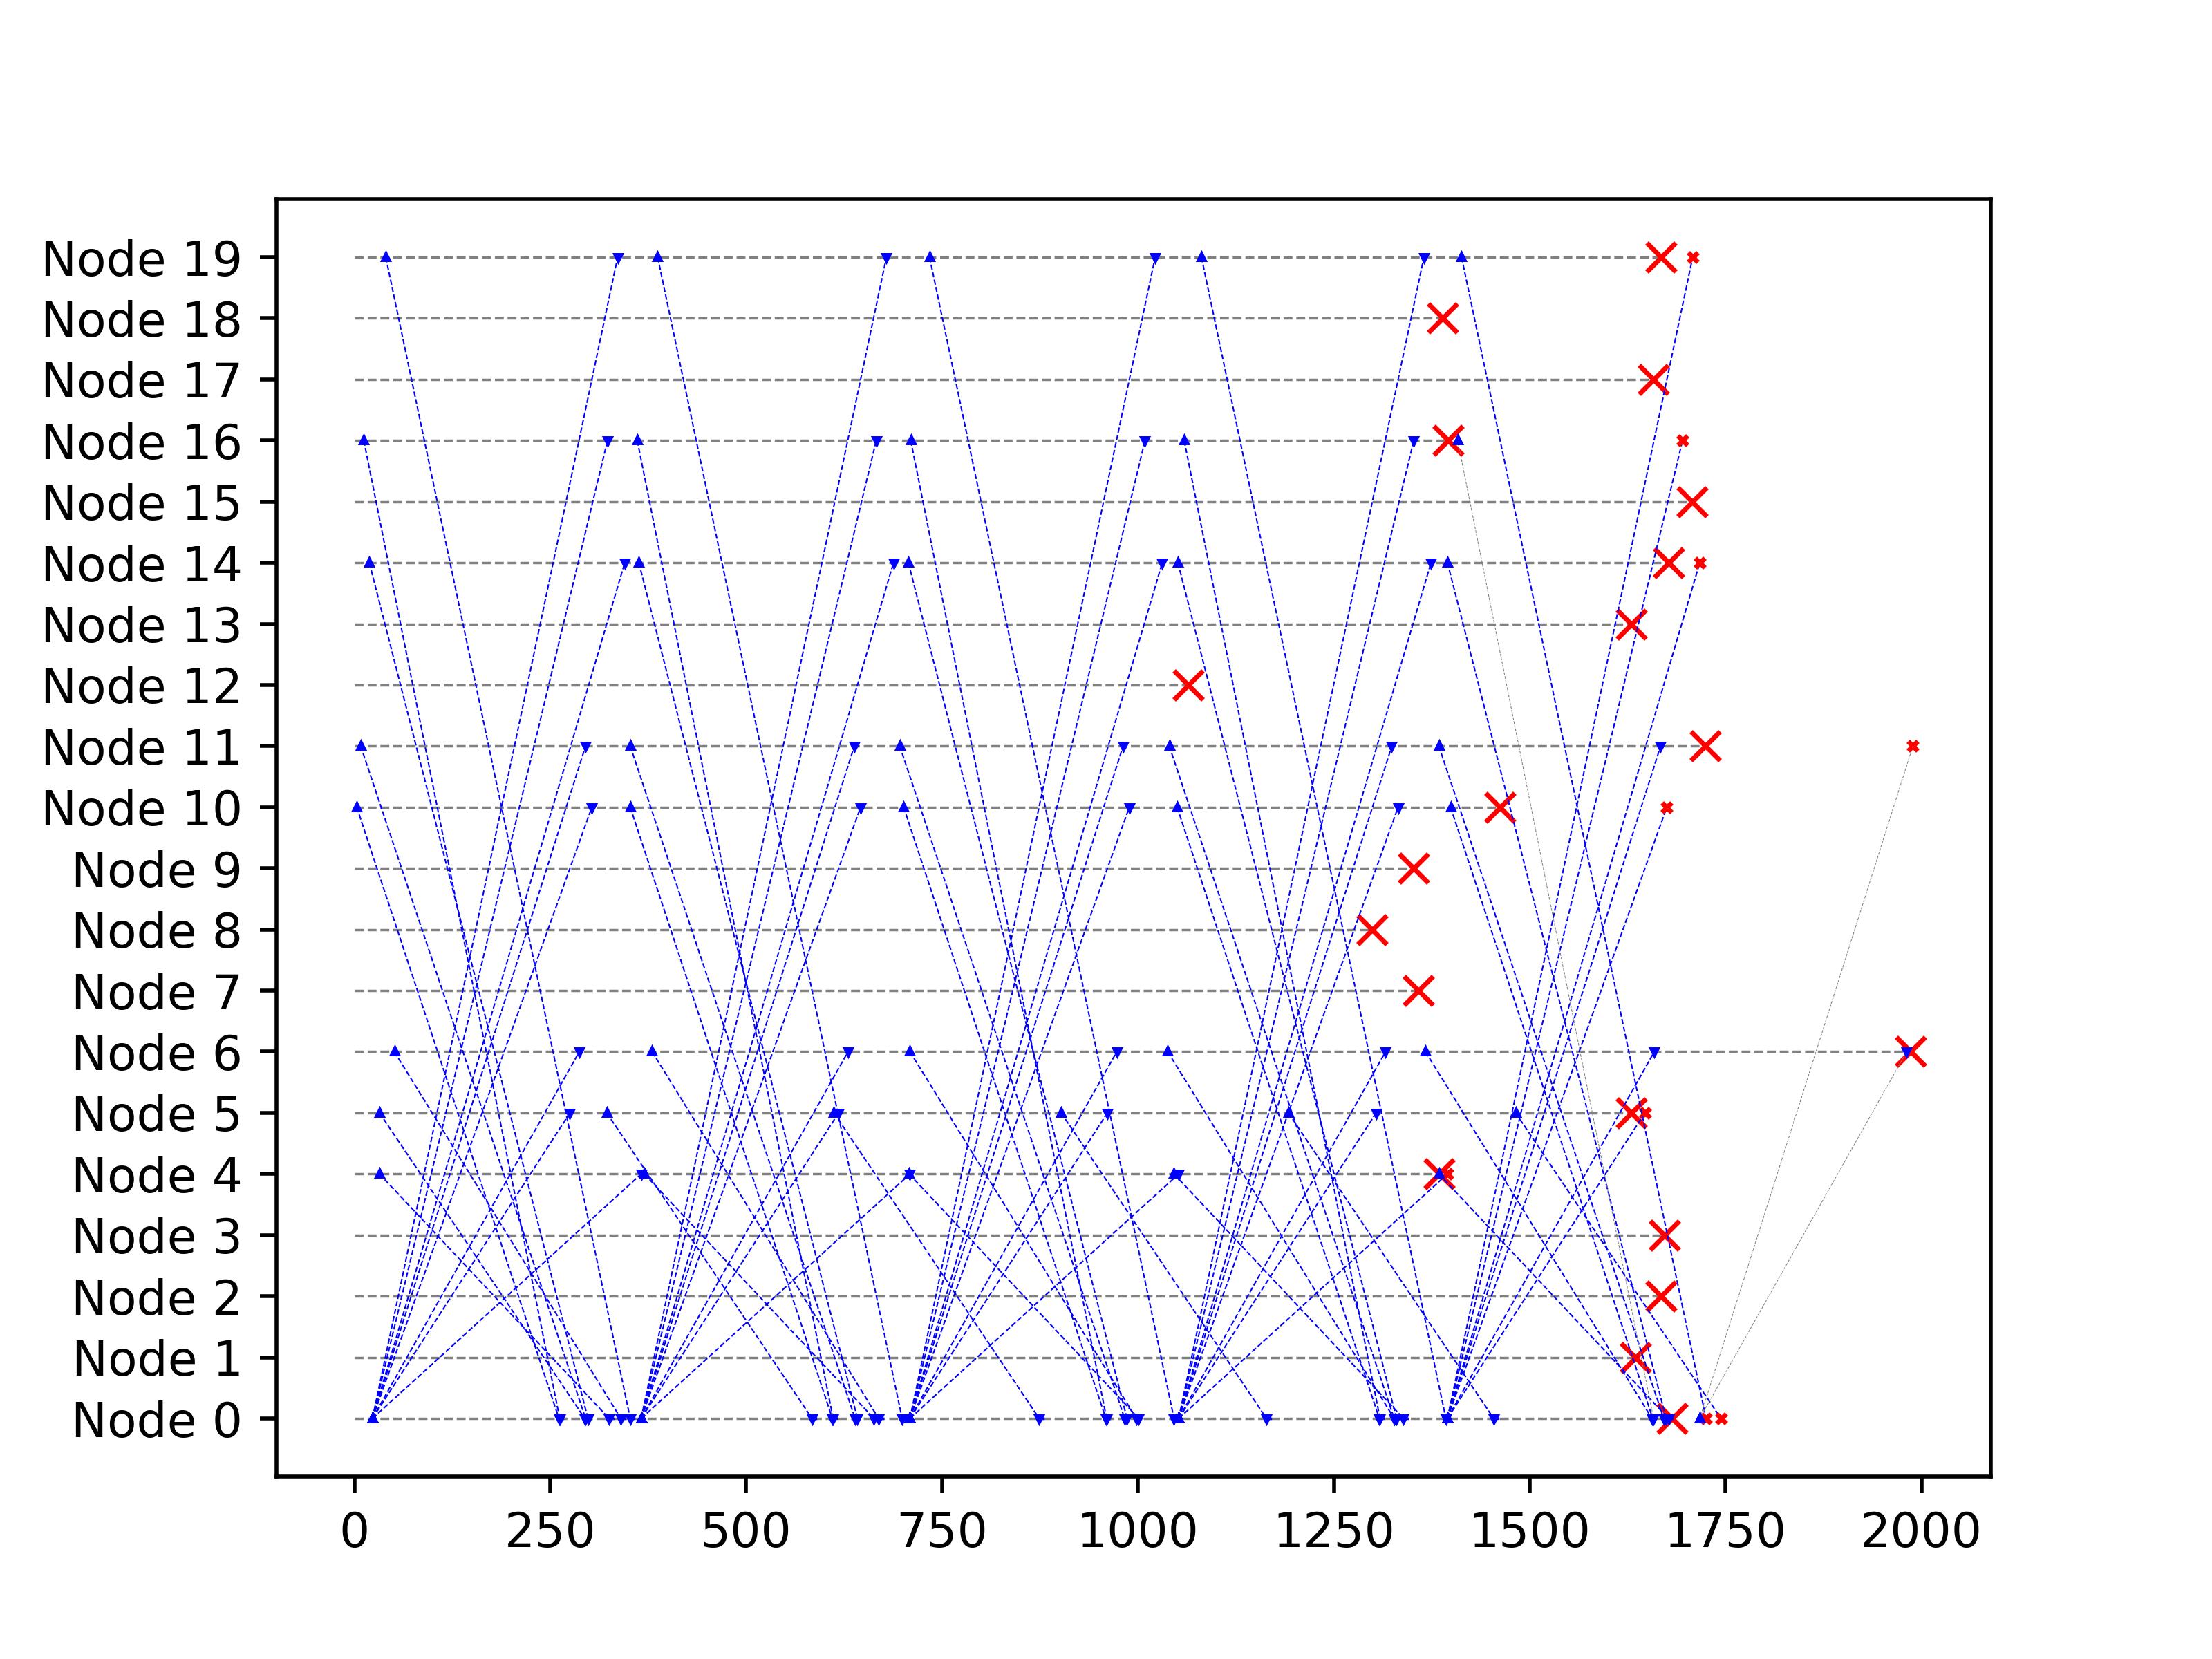 Node 19
Node 18
Node 17
Node 16
Node 15
Node 14
Node 13
Node 12
Node 11
Node 10
Node 9
Node 8
Node 7
Node 6
Node 5
Node 4
Node 3
Node 2
Node 1
Node 0
0 250 500 750 1000 1250 1500 1750 2000